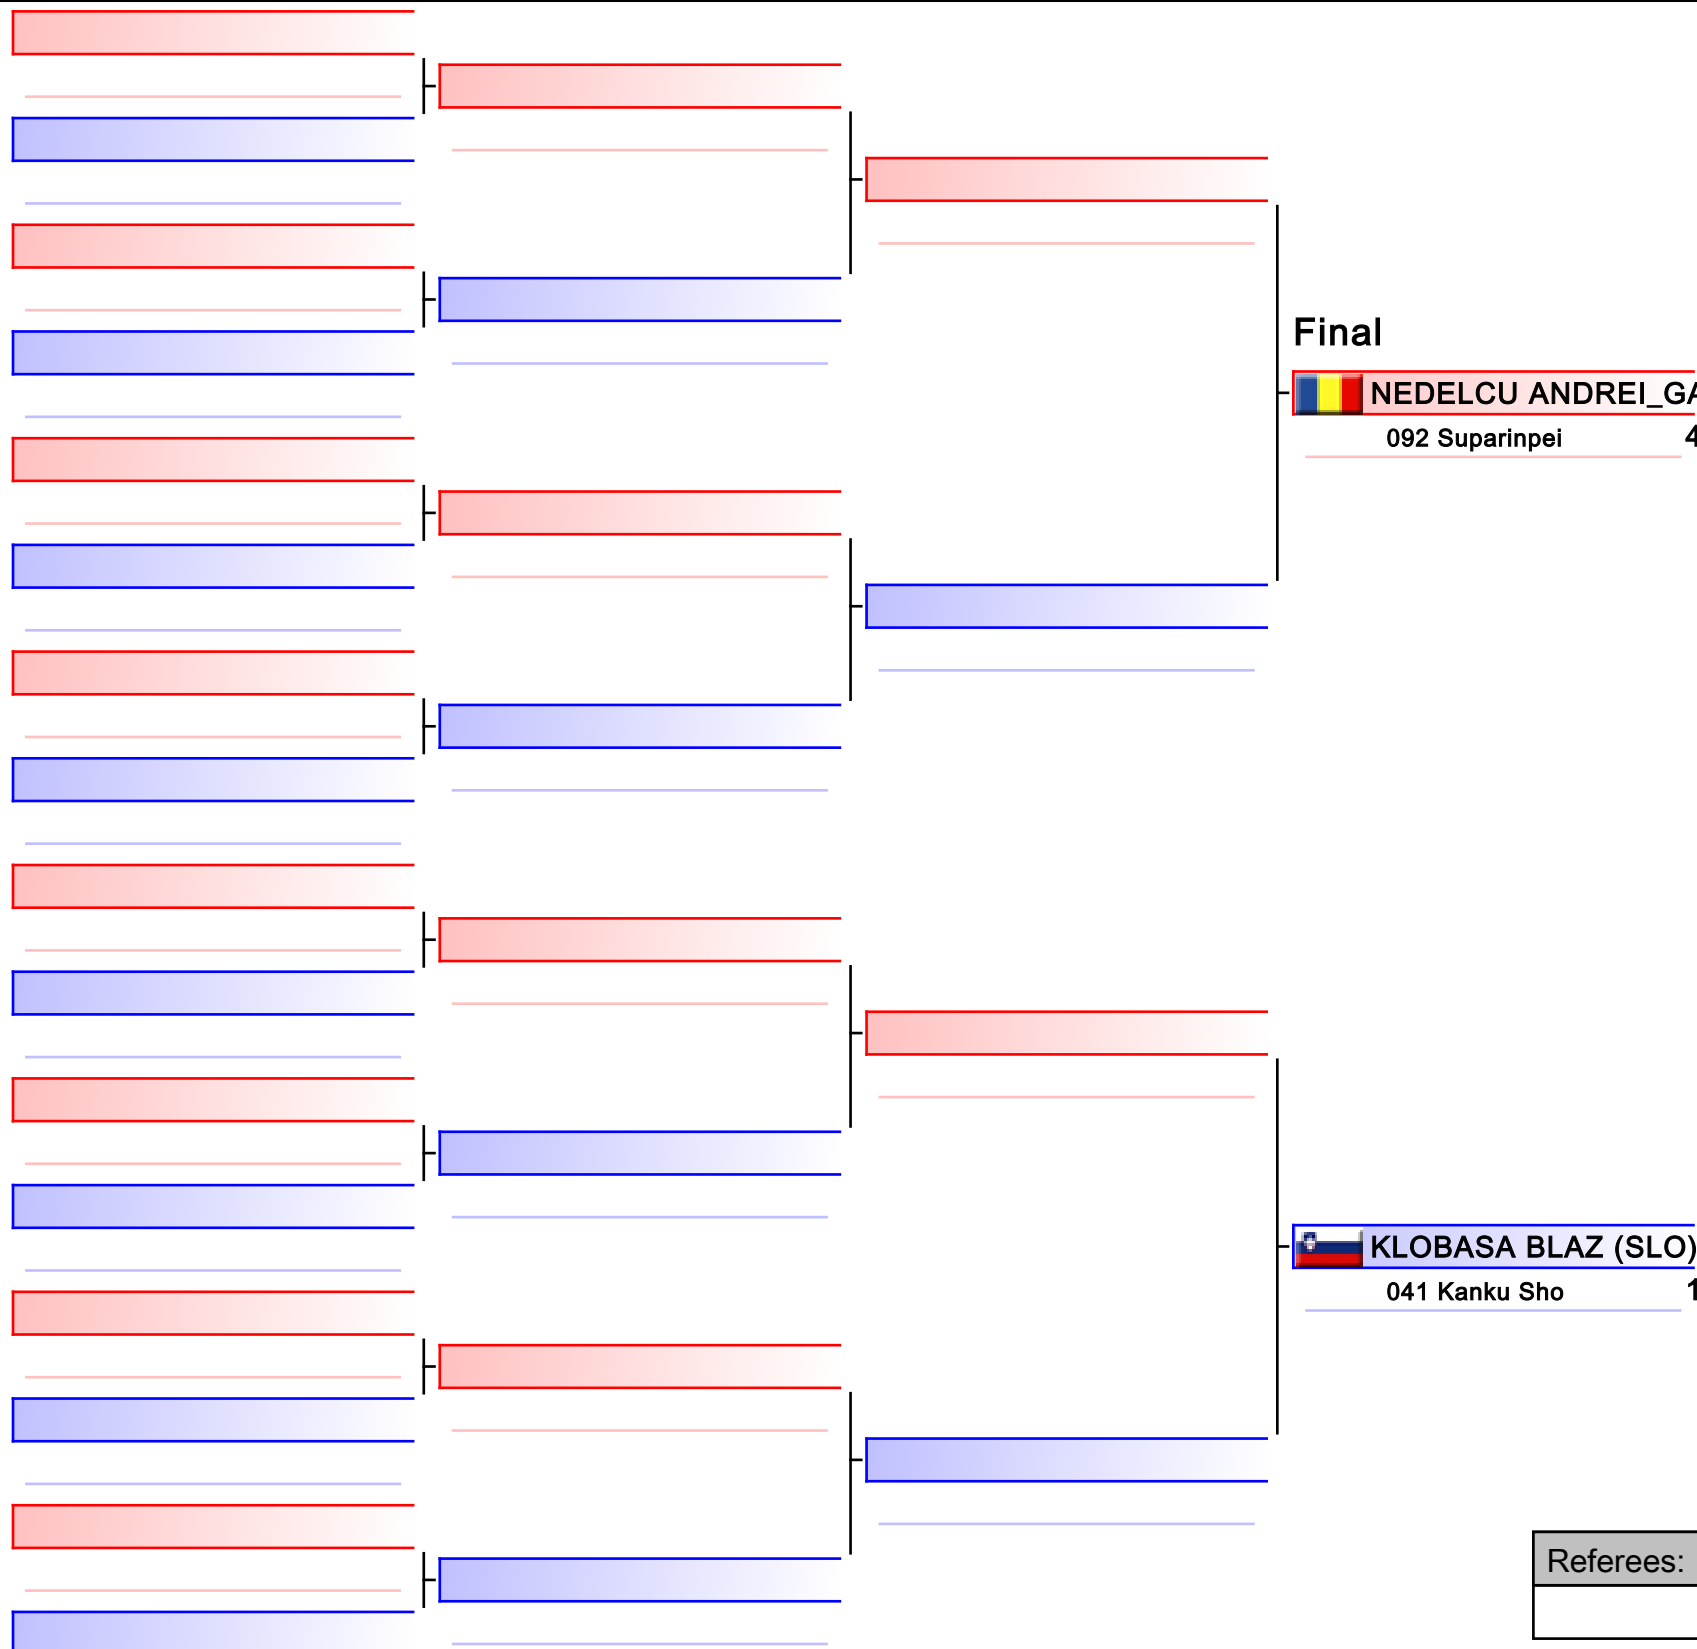 Final
NEDELCU ANDREI_GA
092 Suparinpei 4
KLOBASA BLAZ (SLO)
041 Kanku Sho 1
Referees: